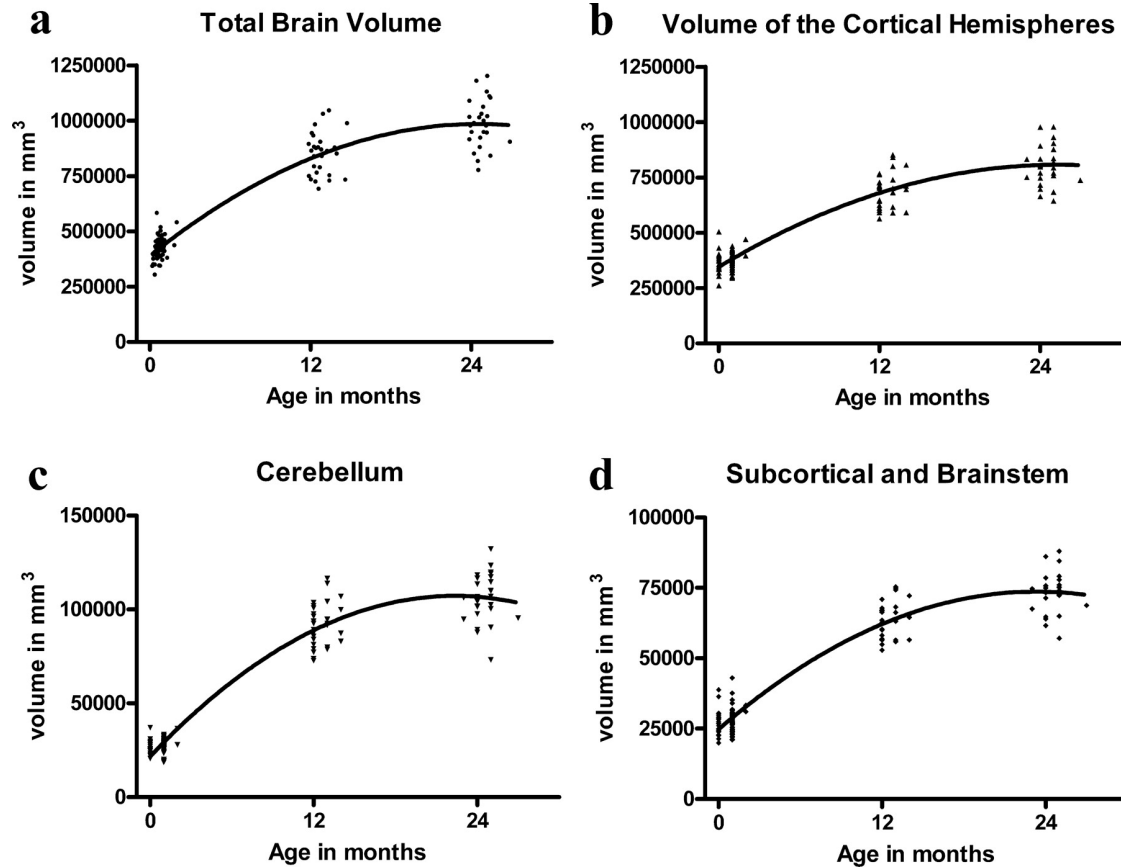 a
Total Brain Volume
volume in mm³
1250000
1000000
750000
500000
250000
0
0 12 24
Age in months
b
Volume of the Cortical Hemispheres
volume in mm³
1250000
1000000
750000
500000
250000
0
0 12 24
Age in months
c
Cerebellum
volume in mm³
150000
100000
50000
0
0 12 24
Age in months
d
Subcortical and Brainstem
volume in mm³
100000
75000
50000
25000
0
0 12 24
Age in months